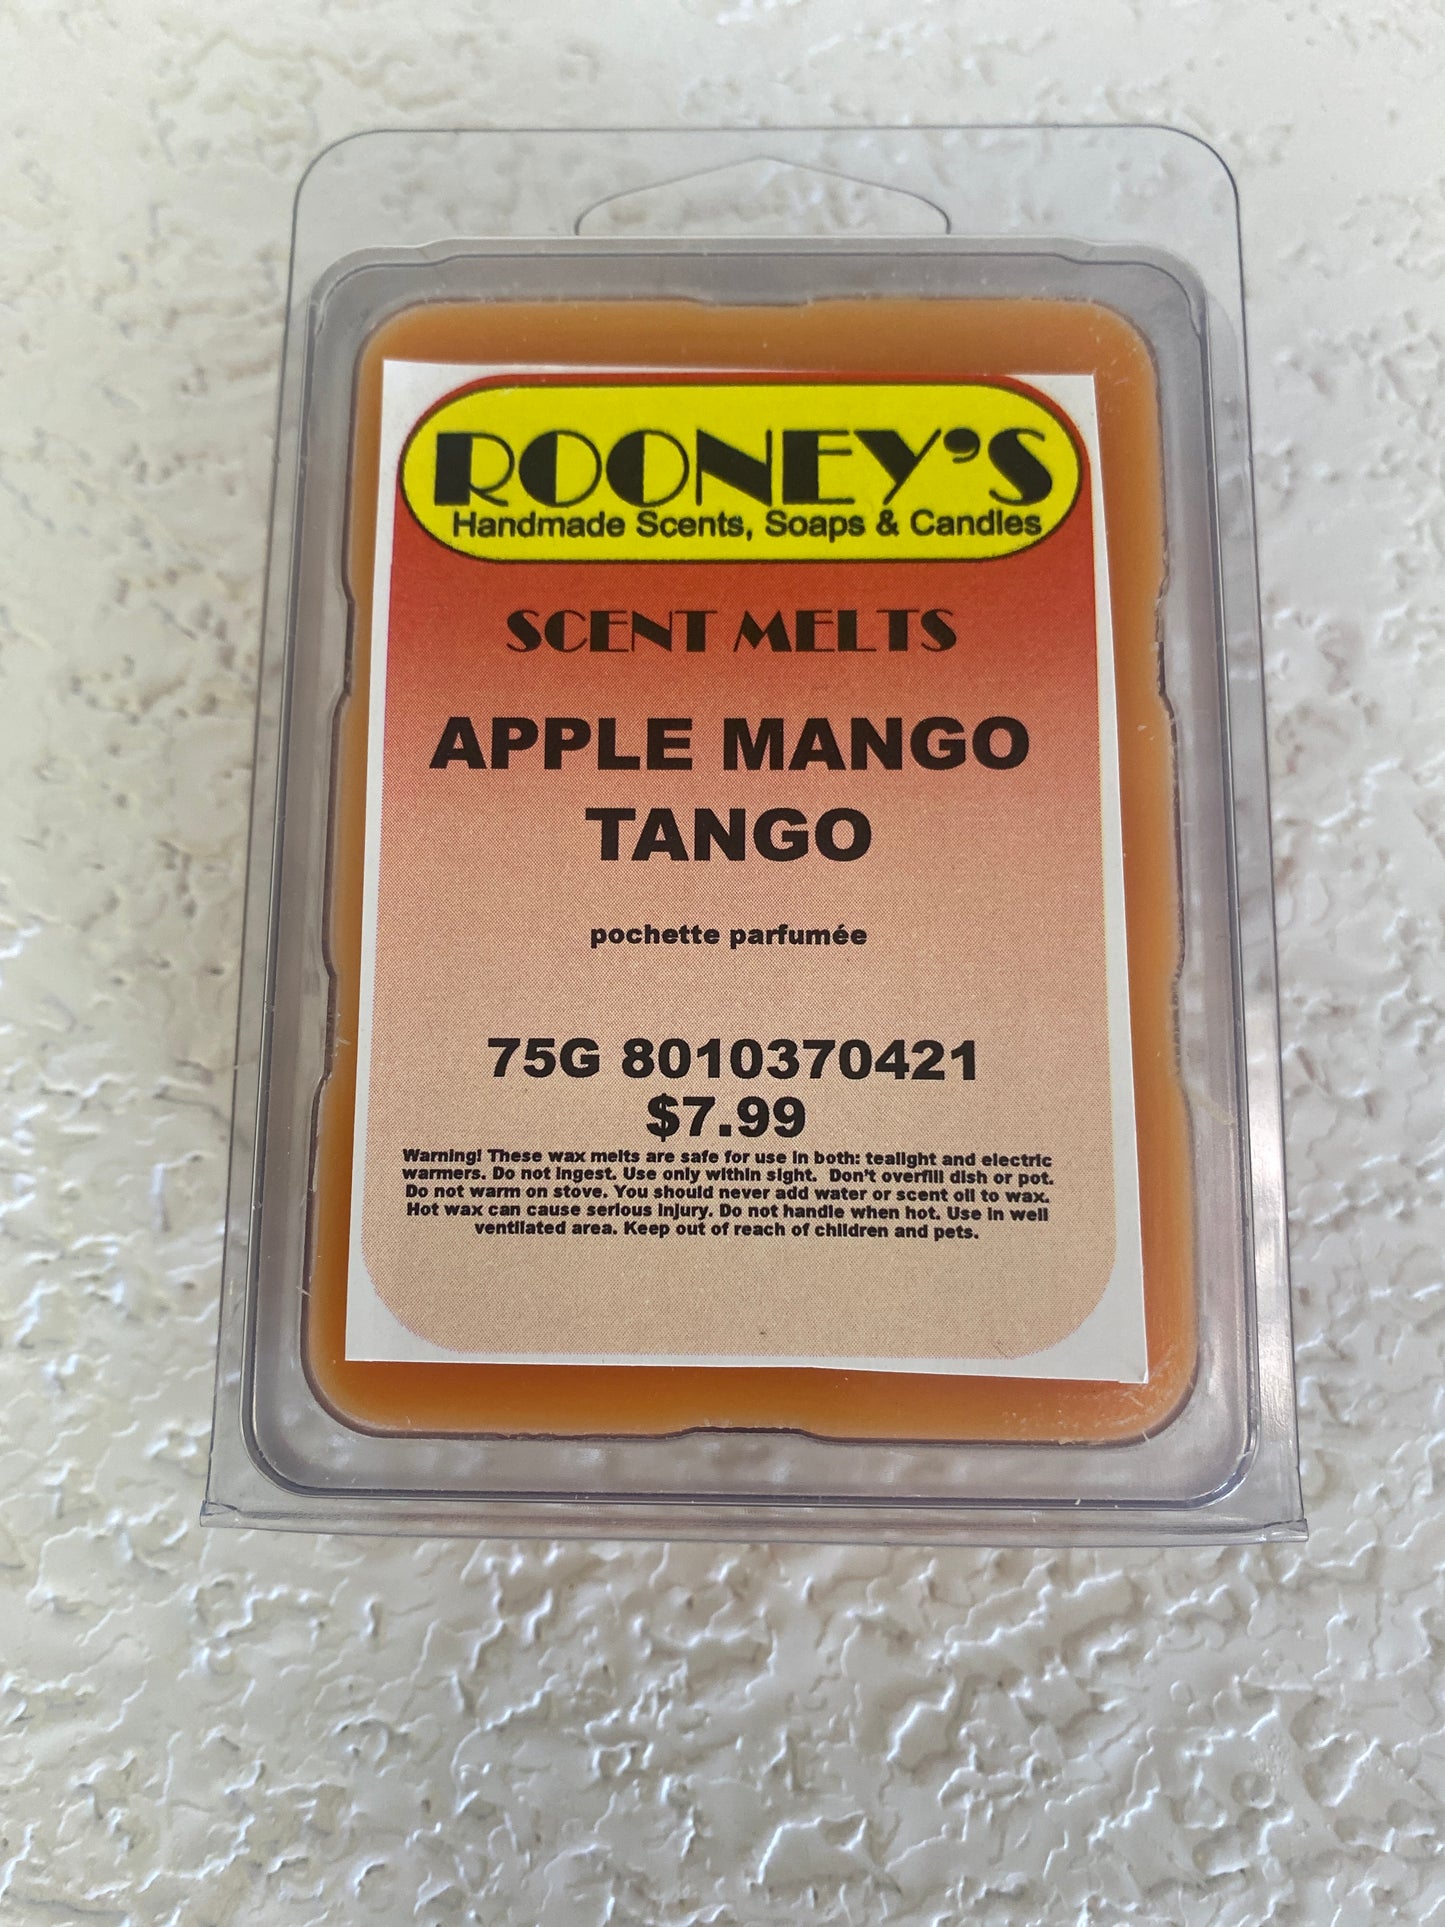 ROONEY'S
Handmade Scents, Soaps & Candles
SCENT MELTS
APPLE MANGO
TANGO
pochette parfumée
75G 8010370421
$7.99
Warning! These wax melts are safe for use in both: tealight and electric
warmers. Do not ingest. Use only within sight. Don't overfill dish or pot.
Do not warm on stove. You should never add water or scent oil to wax.
Hot wax can cause serious injury. Do not handle when hot. Use in well
ventilated area. Keep out of reach of children and pets.